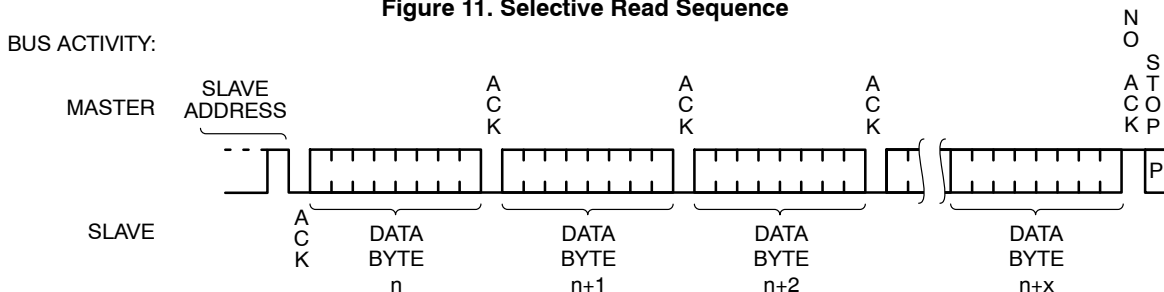 Figure 11. Selective Read Sequence
BUS ACTIVITY:
MASTER
SLAVE
ADDRESS
ACK
ACK
ACK
NO ACK
STOP
P
SLAVE
ACK
DATA
BYTE
n
DATA
BYTE
n+1
DATA
BYTE
n+2
DATA
BYTE
n+x